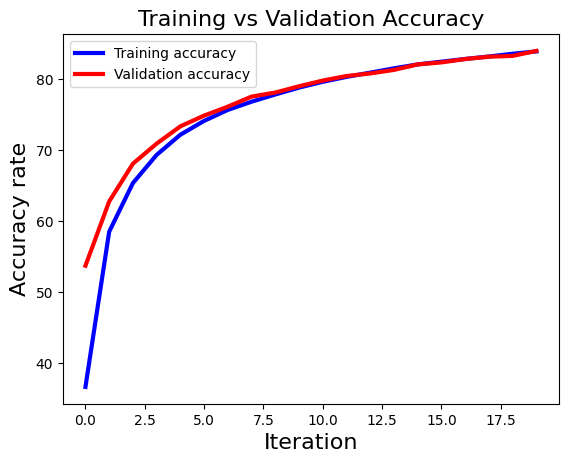 Training vs Validation Accuracy
Training accuracy
Validation accuracy
Accuracy rate
80
70
60
50
40
0.0 2.5 5.0 7.5 10.0 12.5 15.0 17.5
Iteration